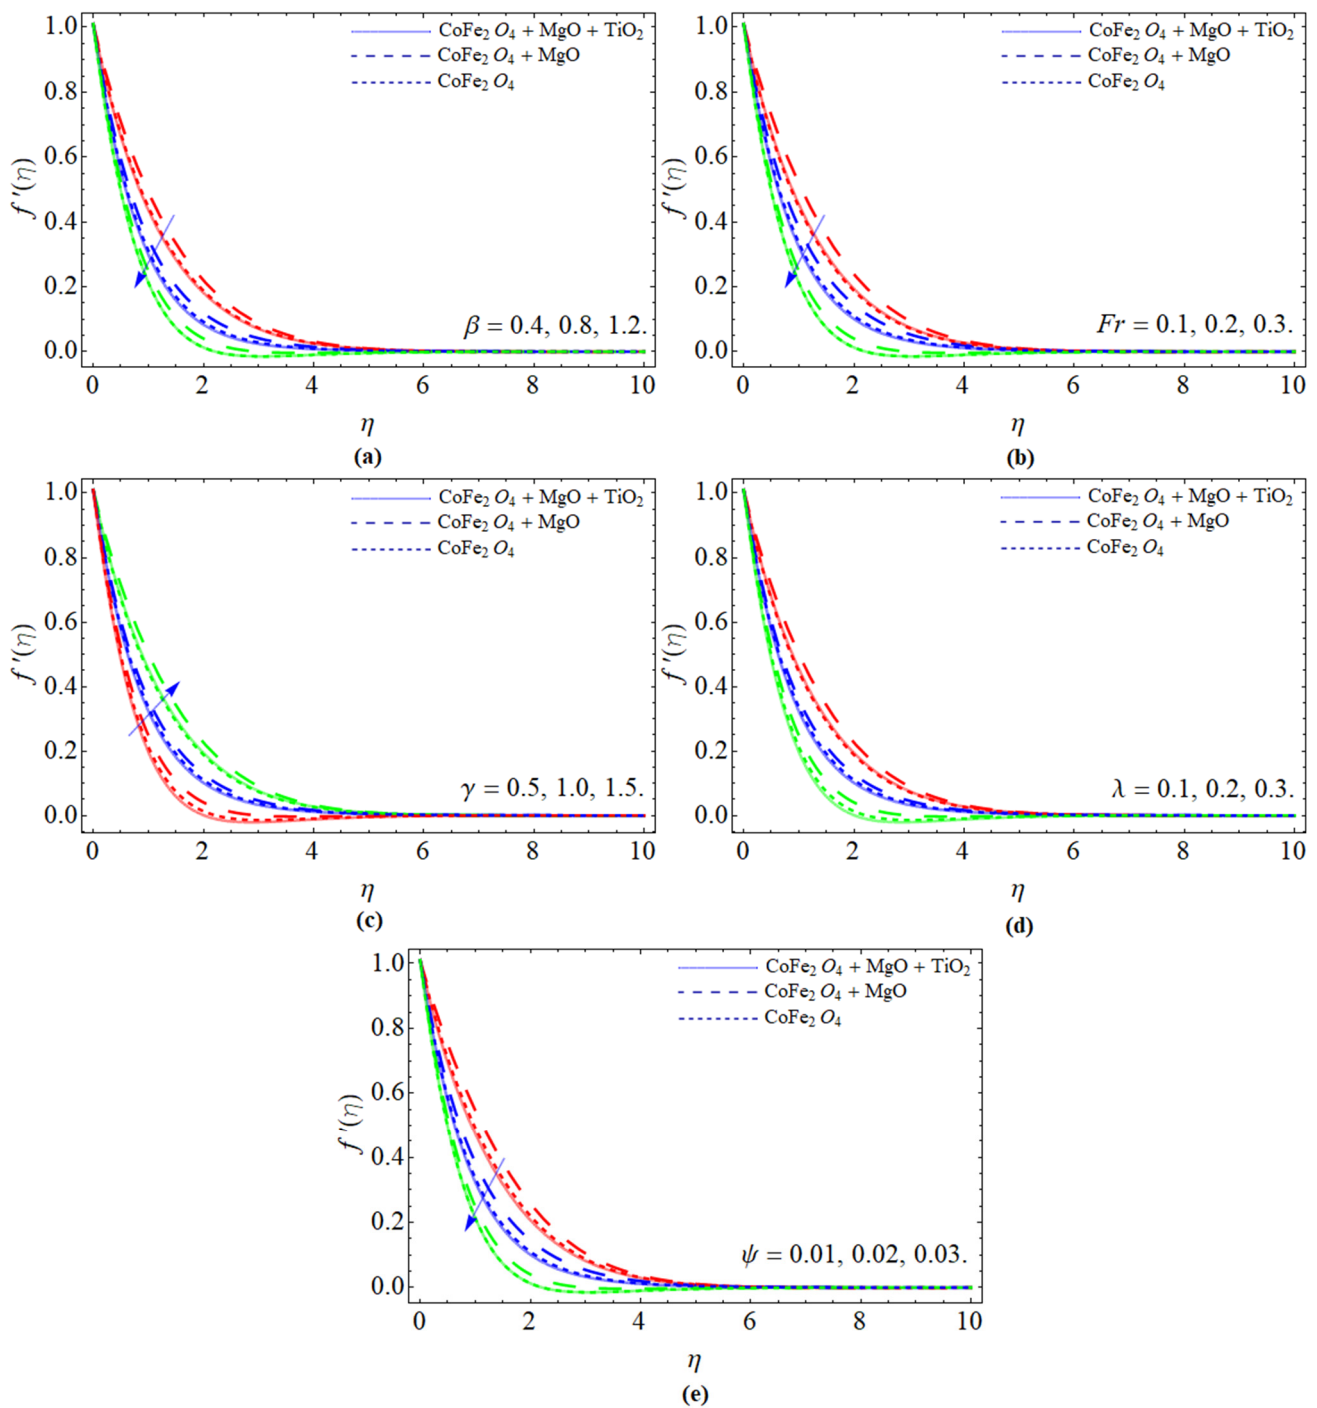 1.0
0.8
0.6
0.4
0.2
0.0
f '(η)
CoFe₂ O₄ + MgO + TiO₂
CoFe₂ O₄ + MgO
CoFe₂ O₄
β = 0.4, 0.8, 1.2.
0 2 4 6 8 10
η
(a)
1.0
0.8
0.6
0.4
0.2
0.0
f '(η)
CoFe₂ O₄ + MgO + TiO₂
CoFe₂ O₄ + MgO
CoFe₂ O₄
Fr = 0.1, 0.2, 0.3.
0 2 4 6 8 10
η
(b)
1.0
0.8
0.6
0.4
0.2
0.0
f '(η)
CoFe₂ O₄ + MgO + TiO₂
CoFe₂ O₄ + MgO
CoFe₂ O₄
γ = 0.5, 1.0, 1.5.
0 2 4 6 8 10
η
(c)
1.0
0.8
0.6
0.4
0.2
0.0
f '(η)
CoFe₂ O₄ + MgO + TiO₂
CoFe₂ O₄ + MgO
CoFe₂ O₄
λ = 0.1, 0.2, 0.3.
0 2 4 6 8 10
η
(d)
1.0
0.8
0.6
0.4
0.2
0.0
f '(η)
CoFe₂ O₄ + MgO + TiO₂
CoFe₂ O₄ + MgO
CoFe₂ O₄
ψ = 0.01, 0.02, 0.03.
0 2 4 6 8 10
η
(e)